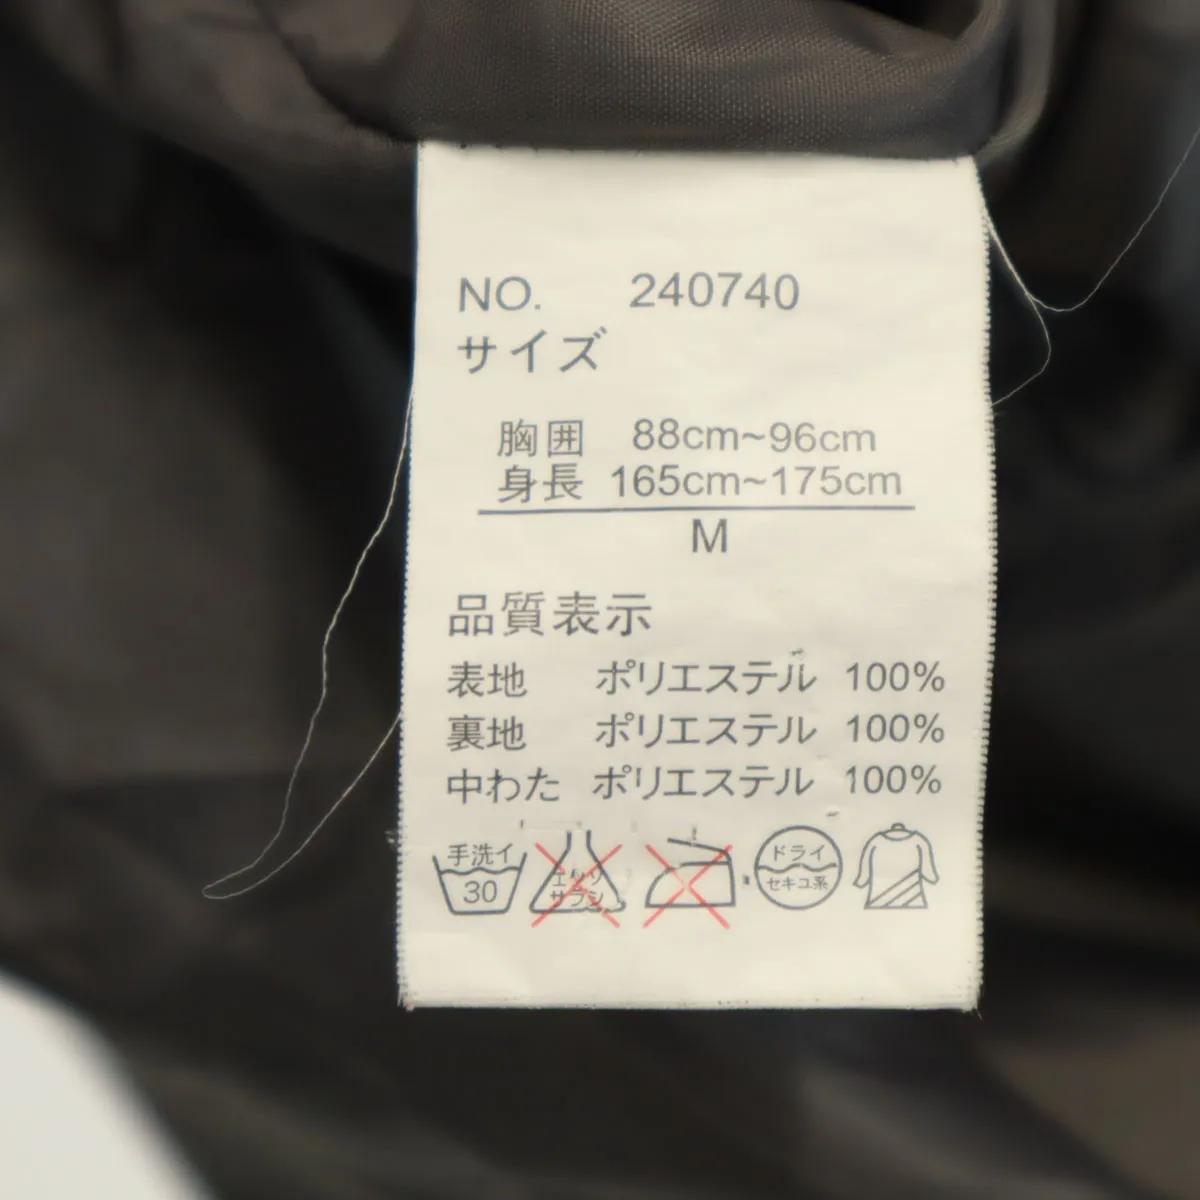 NO. 240740
サイズ
胸囲 88cm~96cm
身長 165cm~175cm
M
品質表示
表地 ポリエステル 100%
裏地 ポリエステル 100%
中わた ポリエステル 100%
手洗イ
30
エンソ
サラシ
ドライ
セキユ系